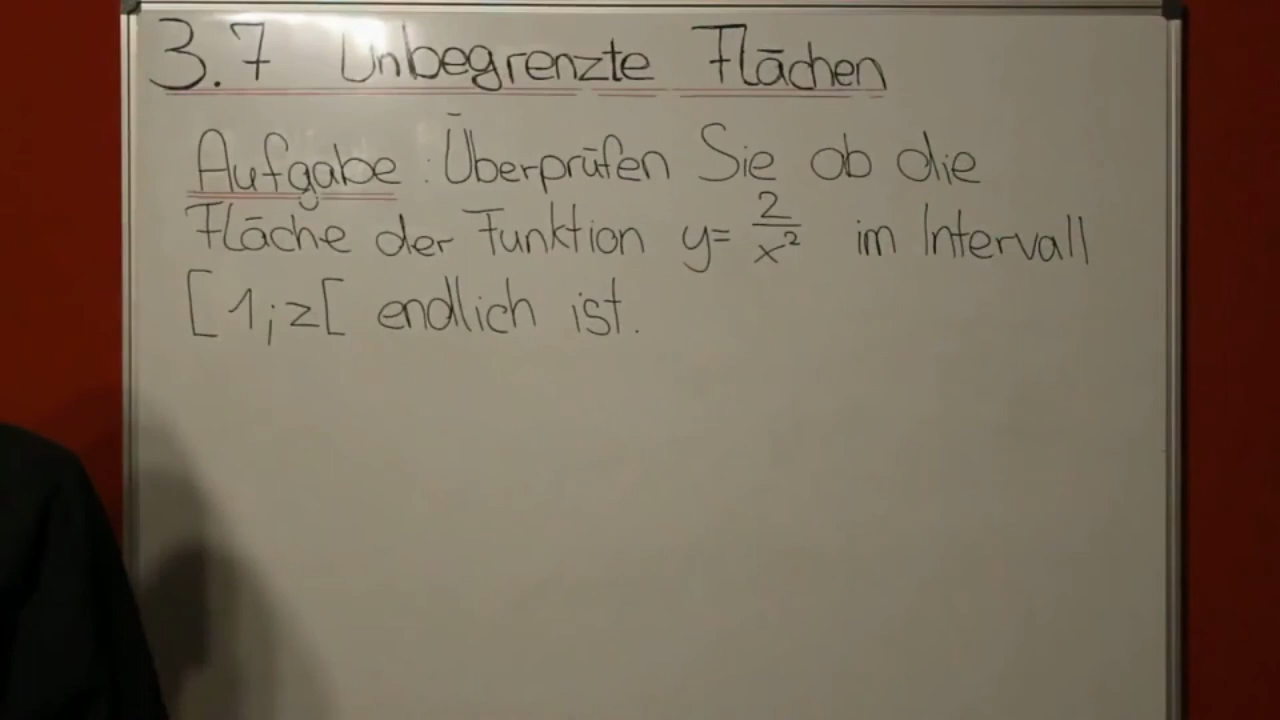 3.7 Unbegrenzte Flächen
Aufgabe: Überprüfen Sie ob die
Fläche der Funktion y= 2/x² im Intervall
[1;z[ endlich ist.